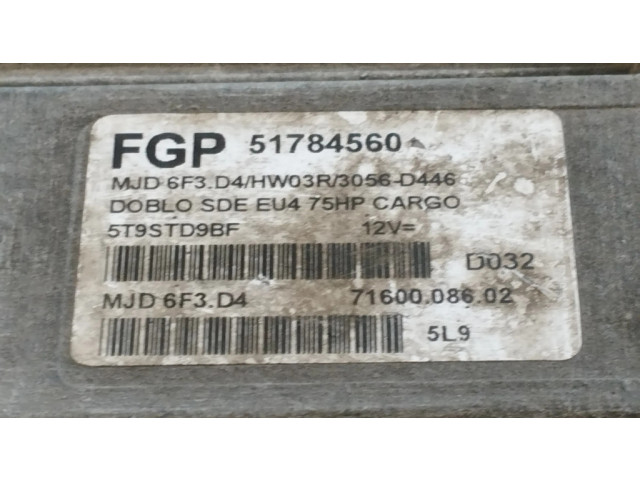 FGP 51784560
MJD 6F3.D4/HW03R/3056-D446
DOBLO SDE EU4 75HP CARGO
5T9STD9BF 12V=
D032
MJD 6F3.D4 71600.086.02
5L9